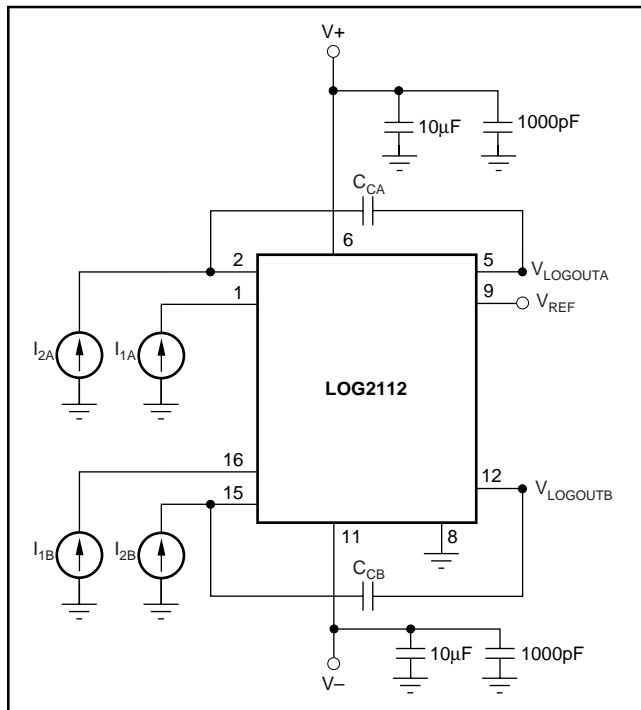 V+
10µF
1000pF
C_CA
6
2
5
V_LOGOUTA
1
9
V_REF
I_2A
I_1A
LOG2112
16
12
V_LOGOUTB
15
I_1B
I_2B
11
8
C_CB
10µF
1000pF
V–